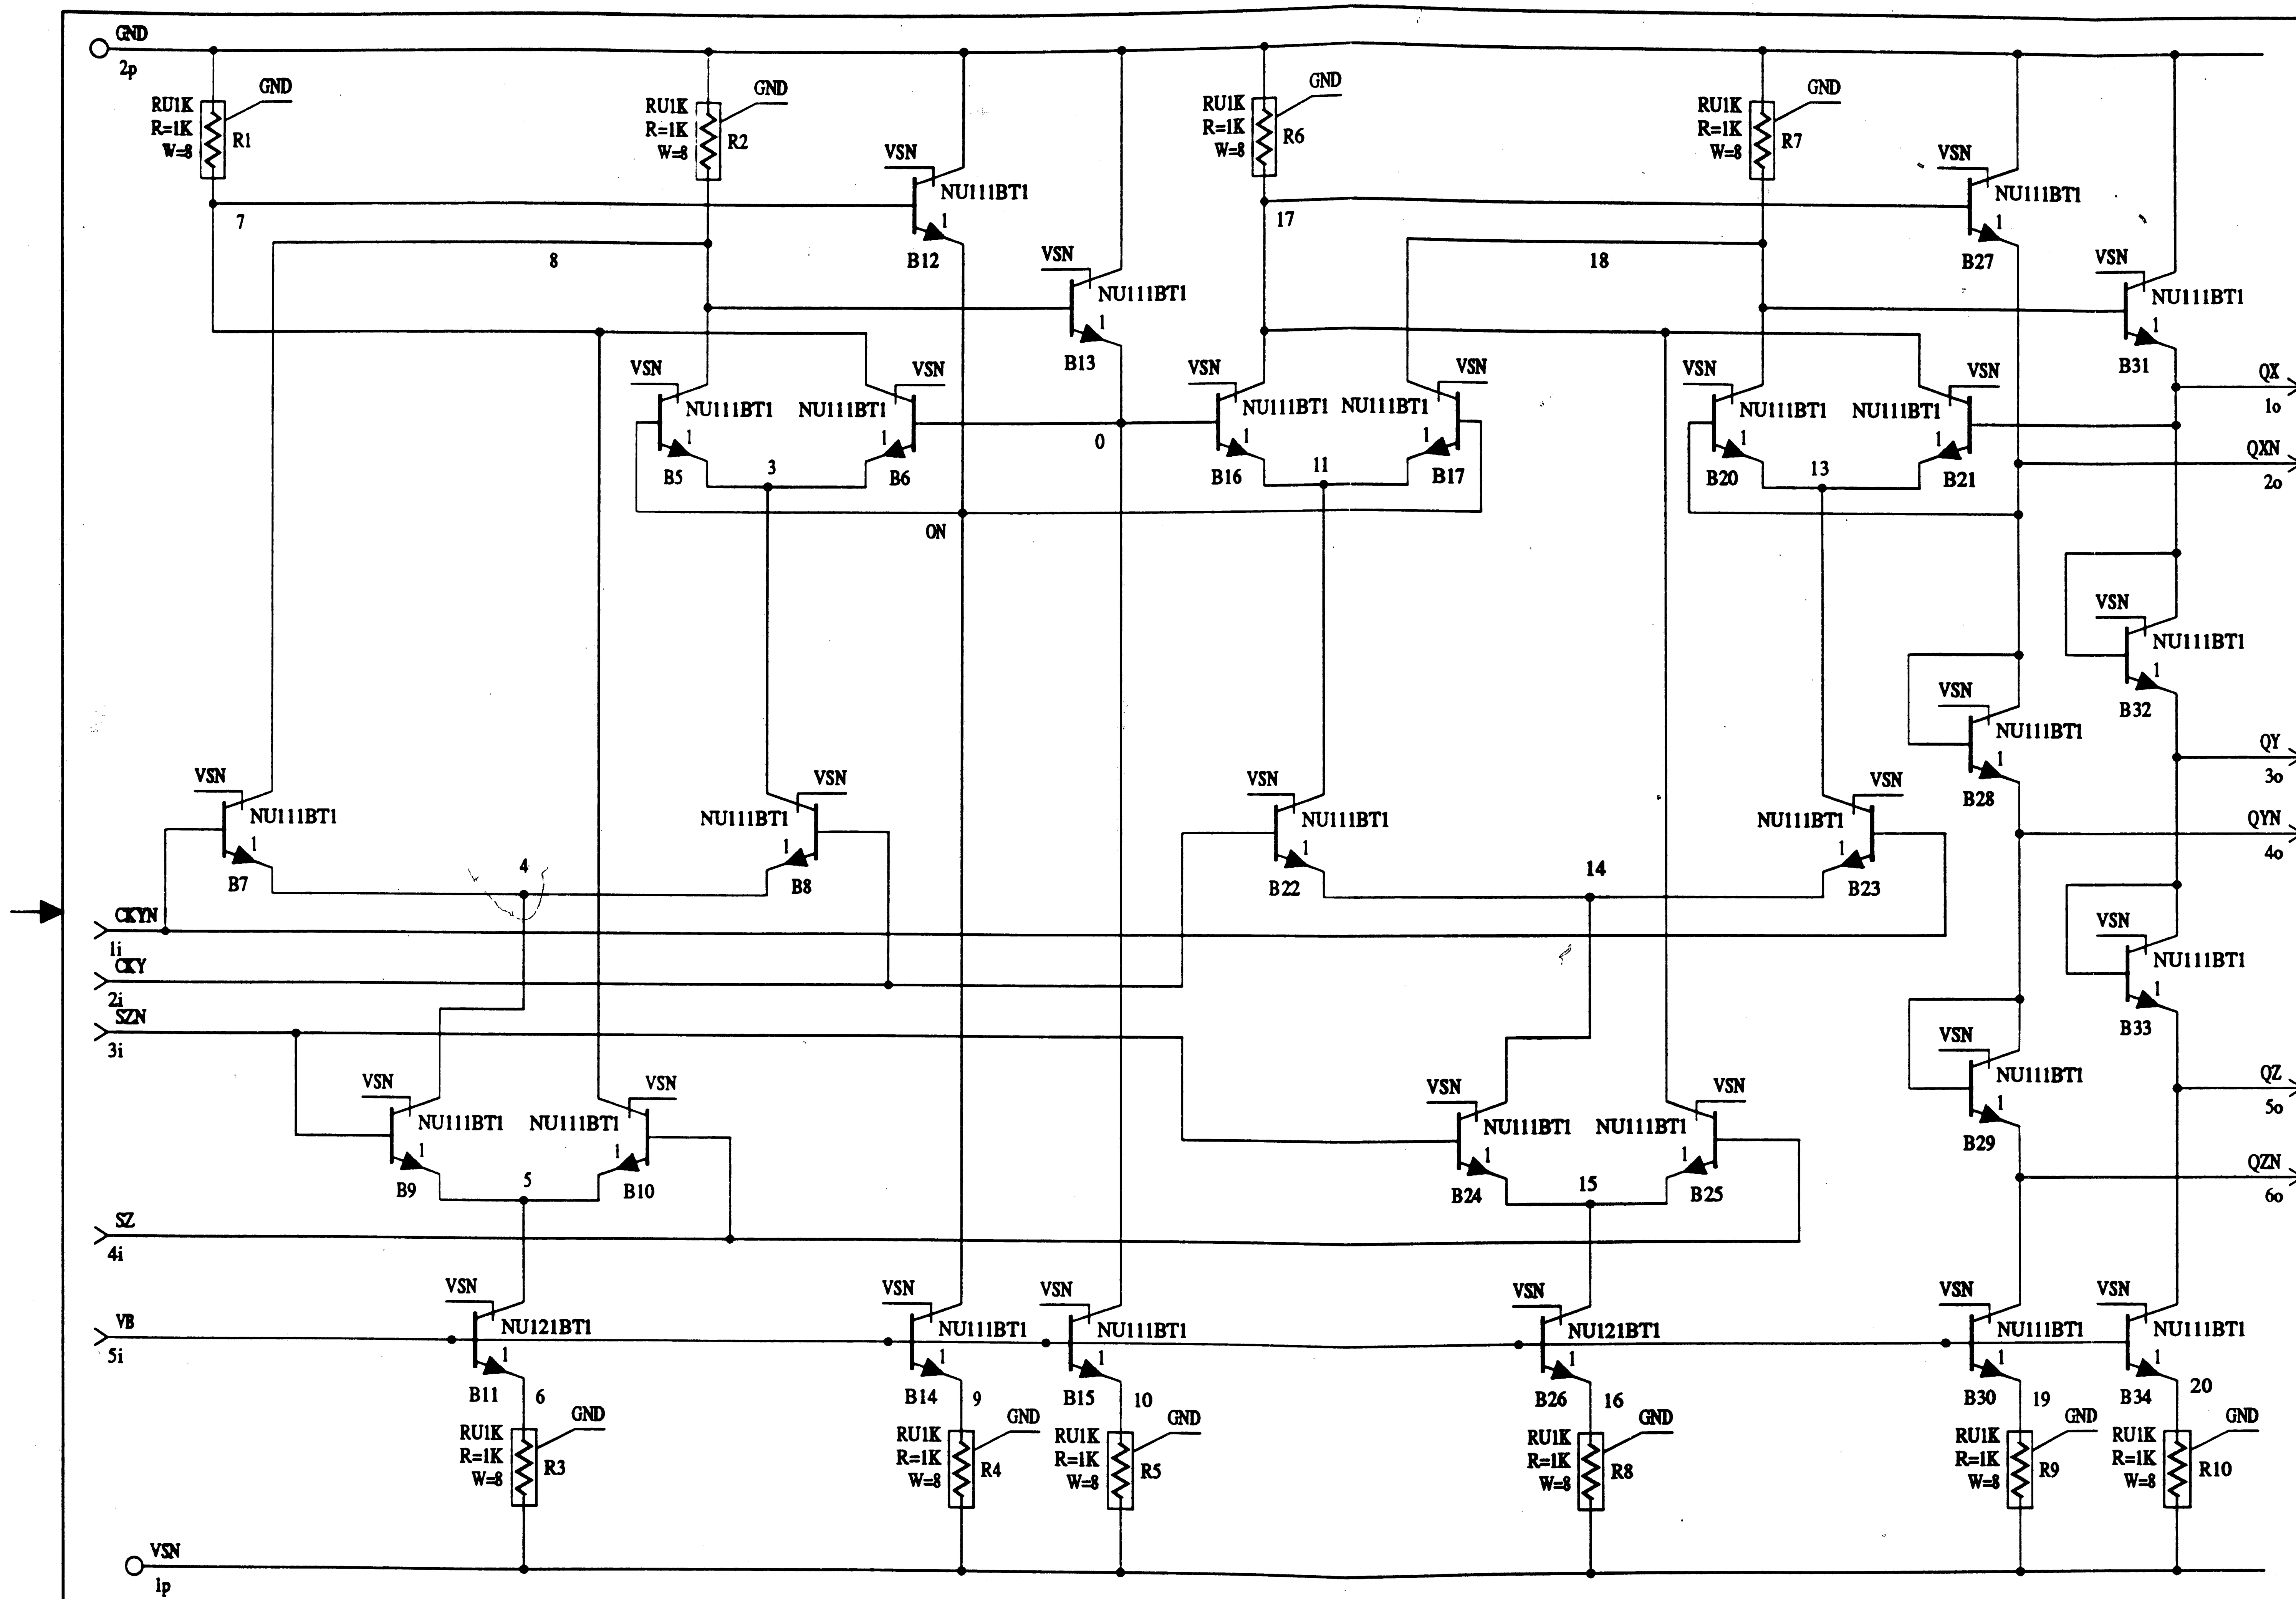 GND
2p
RU1K
R=1K
W=8
GND
R1
RU1K
R=1K
W=8
GND
R2
RU1K
R=1K
W=8
GND
R6
RU1K
R=1K
W=8
GND
R7
VSN
NU111BT1
1
B12
VSN
NU111BT1
1
B27
7
17
8
18
VSN
NU111BT1
1
B13
VSN
NU111BT1
1
B31
VSN
NU111BT1
1
B5
VSN
NU111BT1
1
B6
VSN
NU111BT1
1
B16
VSN
NU111BT1
1
B17
VSN
NU111BT1
1
B20
VSN
NU111BT1
1
B21
QX
1o
QXN
2o
3
0
11
13
ON
VSN
NU111BT1
1
B32
VSN
NU111BT1
1
B28
QY
3o
QYN
4o
VSN
NU111BT1
1
B7
VSN
NU111BT1
1
B8
VSN
NU111BT1
1
B22
VSN
NU111BT1
1
B23
4
14
CKYN
1i
CKY
2i
SZN
3i
VSN
NU111BT1
1
B33
VSN
NU111BT1
1
B29
VSN
NU111BT1
1
B9
VSN
NU111BT1
1
B10
VSN
NU111BT1
1
B24
VSN
NU111BT1
1
B25
QZ
5o
QZN
6o
5
15
SZ
4i
VB
5i
VSN
NU121BT1
1
B11
VSN
NU111BT1
1
B14
VSN
NU111BT1
1
B15
VSN
NU121BT1
1
B26
VSN
NU111BT1
1
B30
VSN
NU111BT1
1
B34
6
9
10
16
19
20
RU1K
R=1K
W=8
GND
R3
RU1K
R=1K
W=8
GND
R4
RU1K
R=1K
W=8
GND
R5
RU1K
R=1K
W=8
GND
R8
RU1K
R=1K
W=8
GND
R9
RU1K
R=1K
W=8
GND
R10
VSN
1p